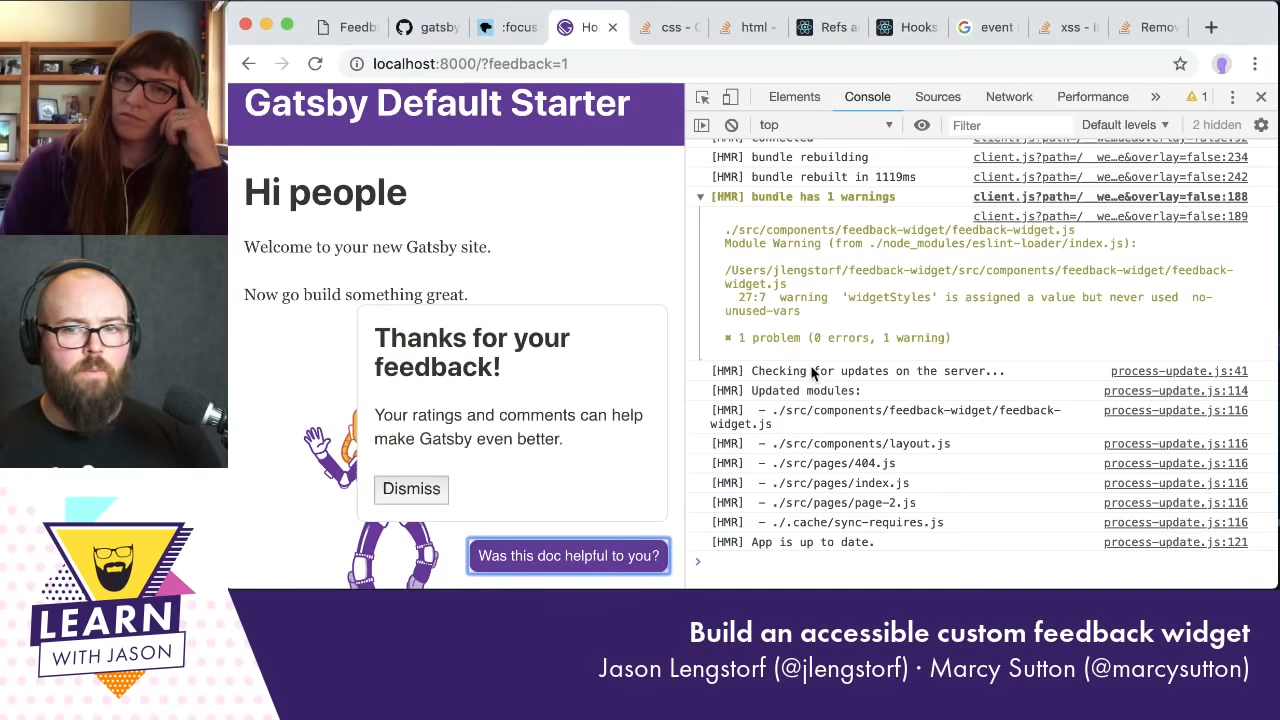 Feedb
gatsby
:focus
Ho
css - C
html -
Refs a
Hooks
event
xss - I
Remov
localhost:8000/?feedback=1
Gatsby Default Starter
Hi people
Welcome to your new Gatsby site.
Now go build something great.
Thanks for your
feedback!
Your ratings and comments can help
make Gatsby even better.
Dismiss
Was this doc helpful to you?
Elements
Console
Sources
Network
Performance
»
1
top
Filter
Default levels
2 hidden
[HMR] bundle rebuilding client.js?path=/__we…e&overlay=false:234
[HMR] bundle rebuilt in 1119ms client.js?path=/__we…e&overlay=false:242
[HMR] bundle has 1 warnings client.js?path=/__we…e&overlay=false:188
client.js?path=/__we…e&overlay=false:189
./src/components/feedback-widget/feedback-widget.js
Module Warning (from ./node_modules/eslint-loader/index.js):
/Users/jlengstorf/feedback-widget/src/components/feedback-widget/feedback-
widget.js
27:7 warning 'widgetStyles' is assigned a value but never used no-
unused-vars
✖ 1 problem (0 errors, 1 warning)
[HMR] Checking for updates on the server... process-update.js:41
[HMR] Updated modules: process-update.js:114
[HMR] - ./src/components/feedback-widget/feedback- process-update.js:116
widget.js
[HMR] - ./src/components/layout.js process-update.js:116
[HMR] - ./src/pages/404.js process-update.js:116
[HMR] - ./src/pages/index.js process-update.js:116
[HMR] - ./src/pages/page-2.js process-update.js:116
[HMR] - ./.cache/sync-requires.js process-update.js:116
[HMR] App is up to date. process-update.js:121
LEARN
WITH JASON
Build an accessible custom feedback widget
Jason Lengstorf (@jlengstorf) · Marcy Sutton (@marcysutton)